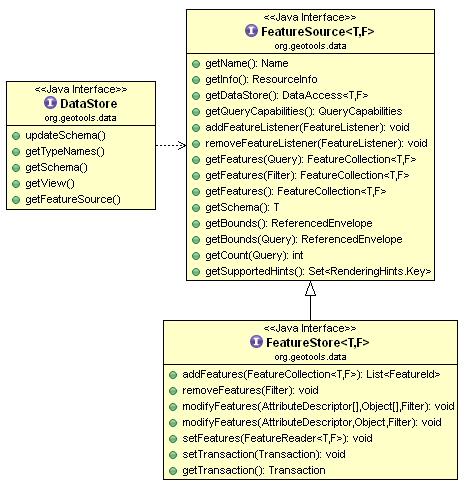 <<Java Interface>>
FeatureSource<T,F>
org.geotools.data
getName(): Name
getInfo(): ResourceInfo
getDataStore(): DataAccess<T,F>
getQueryCapabilities(): QueryCapabilities
addFeatureListener(FeatureListener): void
removeFeatureListener(FeatureListener): void
getFeatures(Query): FeatureCollection<T,F>
getFeatures(Filter): FeatureCollection<T,F>
getFeatures(): FeatureCollection<T,F>
getSchema(): T
getBounds(): ReferencedEnvelope
getBounds(Query): ReferencedEnvelope
getCount(Query): int
getSupportedHints(): Set<RenderingHints.Key>
<<Java Interface>>
DataStore
org.geotools.data
updateSchema()
getTypeNames()
getSchema()
getView()
getFeatureSource()
<<Java Interface>>
FeatureStore<T,F>
org.geotools.data
addFeatures(FeatureCollection<T,F>): List<FeatureId>
removeFeatures(Filter): void
modifyFeatures(AttributeDescriptor[],Object[],Filter): void
modifyFeatures(AttributeDescriptor,Object,Filter): void
setFeatures(FeatureReader<T,F>): void
setTransaction(Transaction): void
getTransaction(): Transaction